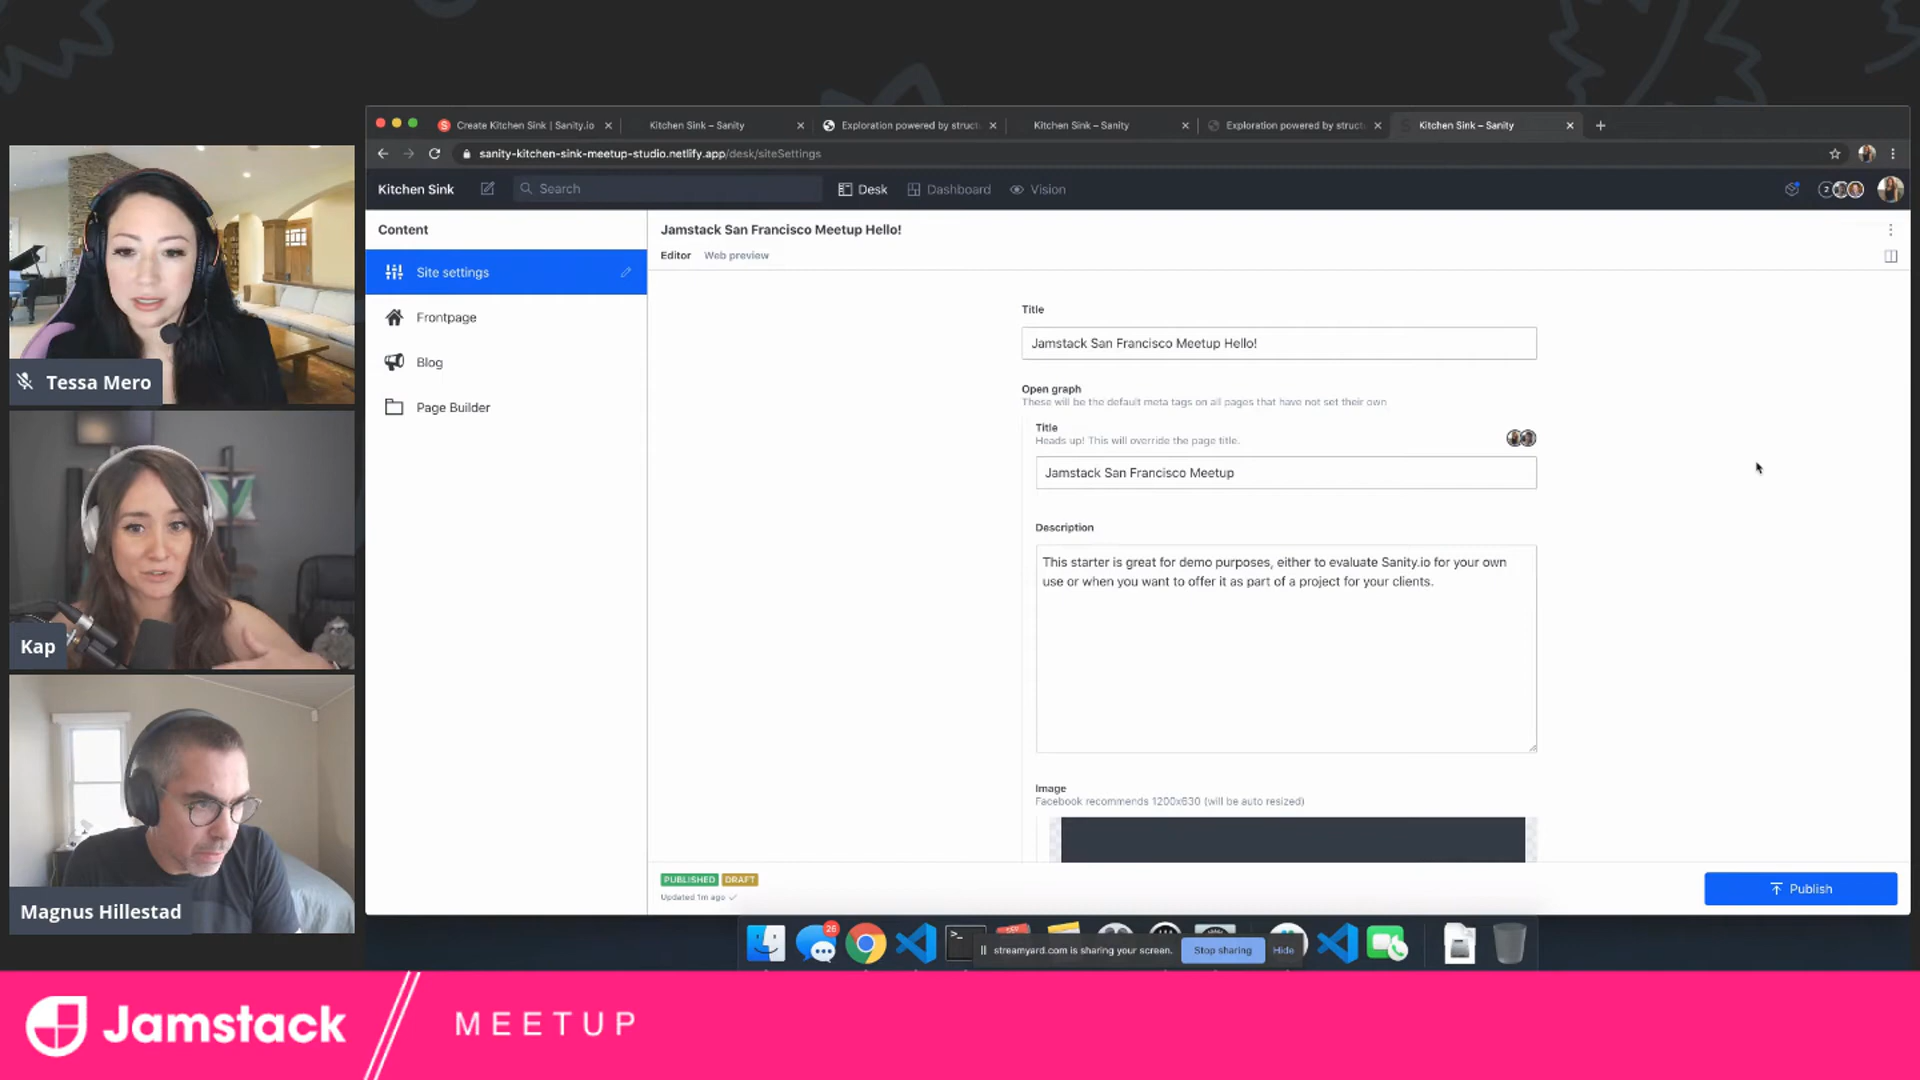 Create Kitchen Sink | Sanity.io
Kitchen Sink – Sanity
Exploration powered by struct
Kitchen Sink – Sanity
Exploration powered by struct
Kitchen Sink – Sanity
sanity-kitchen-sink-meetup-studio.netlify.app/desk/siteSettings
Kitchen Sink
Search
Desk
Dashboard
Vision
2
Content
Site settings
Frontpage
Blog
Page Builder
Jamstack San Francisco Meetup Hello!
Editor
Web preview
Title
Jamstack San Francisco Meetup Hello!
Open graph
These will be the default meta tags on all pages that have not set their own
Title
Heads up! This will override the page title.
Jamstack San Francisco Meetup
Description
This starter is great for demo purposes, either to evaluate Sanity.io for your own
use or when you want to offer it as part of a project for your clients.
Image
Facebook recommends 1200x630 (will be auto resized)
PUBLISHED DRAFT
Updated 1m ago
Publish
Tessa Mero
Kap
Magnus Hillestad
26
streamyard.com is sharing your screen.
Stop sharing
Hide
Jamstack
MEETUP